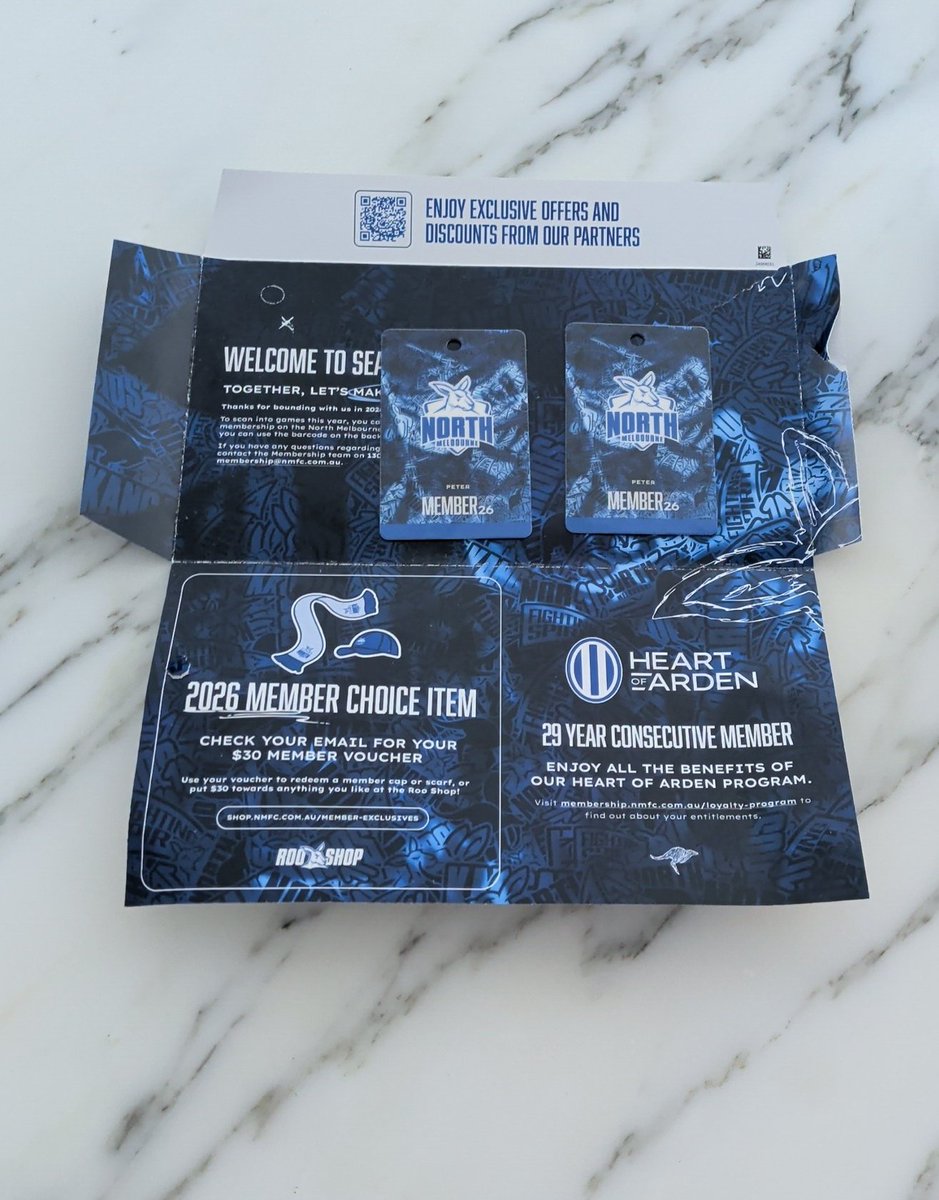 ENJOY EXCLUSIVE OFFERS AND
DISCOUNTS FROM OUR PARTNERS
WELCOME TO SEA
TOGETHER, LET'S MAK
Thanks for bounding with us in 202
To scan into games this year, you ca
membership on the North Melbourne
you can use the barcode on the back
If you have any questions regarding
contact the Membership team on 130
membership@nmfc.com.au.
NORTH
MELBOURNE
PETER
MEMBER26
NORTH
MELBOURNE
PETER
MEMBER26
2026 MEMBER CHOICE ITEM
CHECK YOUR EMAIL FOR YOUR
$30 MEMBER VOUCHER
Use your voucher to redeem a member cap or scarf, or
put $30 towards anything you like at the Roo Shop!
SHOP.NMFC.COM.AU/MEMBER-EXCLUSIVES
ROO SHOP
HEART
OF ARDEN
29 YEAR CONSECUTIVE MEMBER
ENJOY ALL THE BENEFITS OF
OUR HEART OF ARDEN PROGRAM.
Visit membership.nmfc.com.au/loyalty-program to
find out about your entitlements.